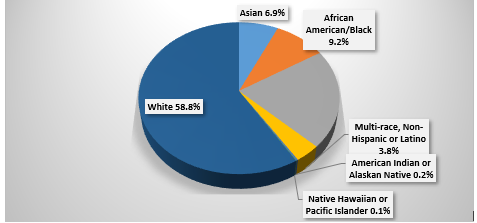 Asian 6.9%
African
American/Black
9.2%
White 58.8%
Multi-race, Non-
Hispanic or Latino
3.8%
American Indian or
Alaskan Native 0.2%
Native Hawaiian or
Pacific Islander 0.1%